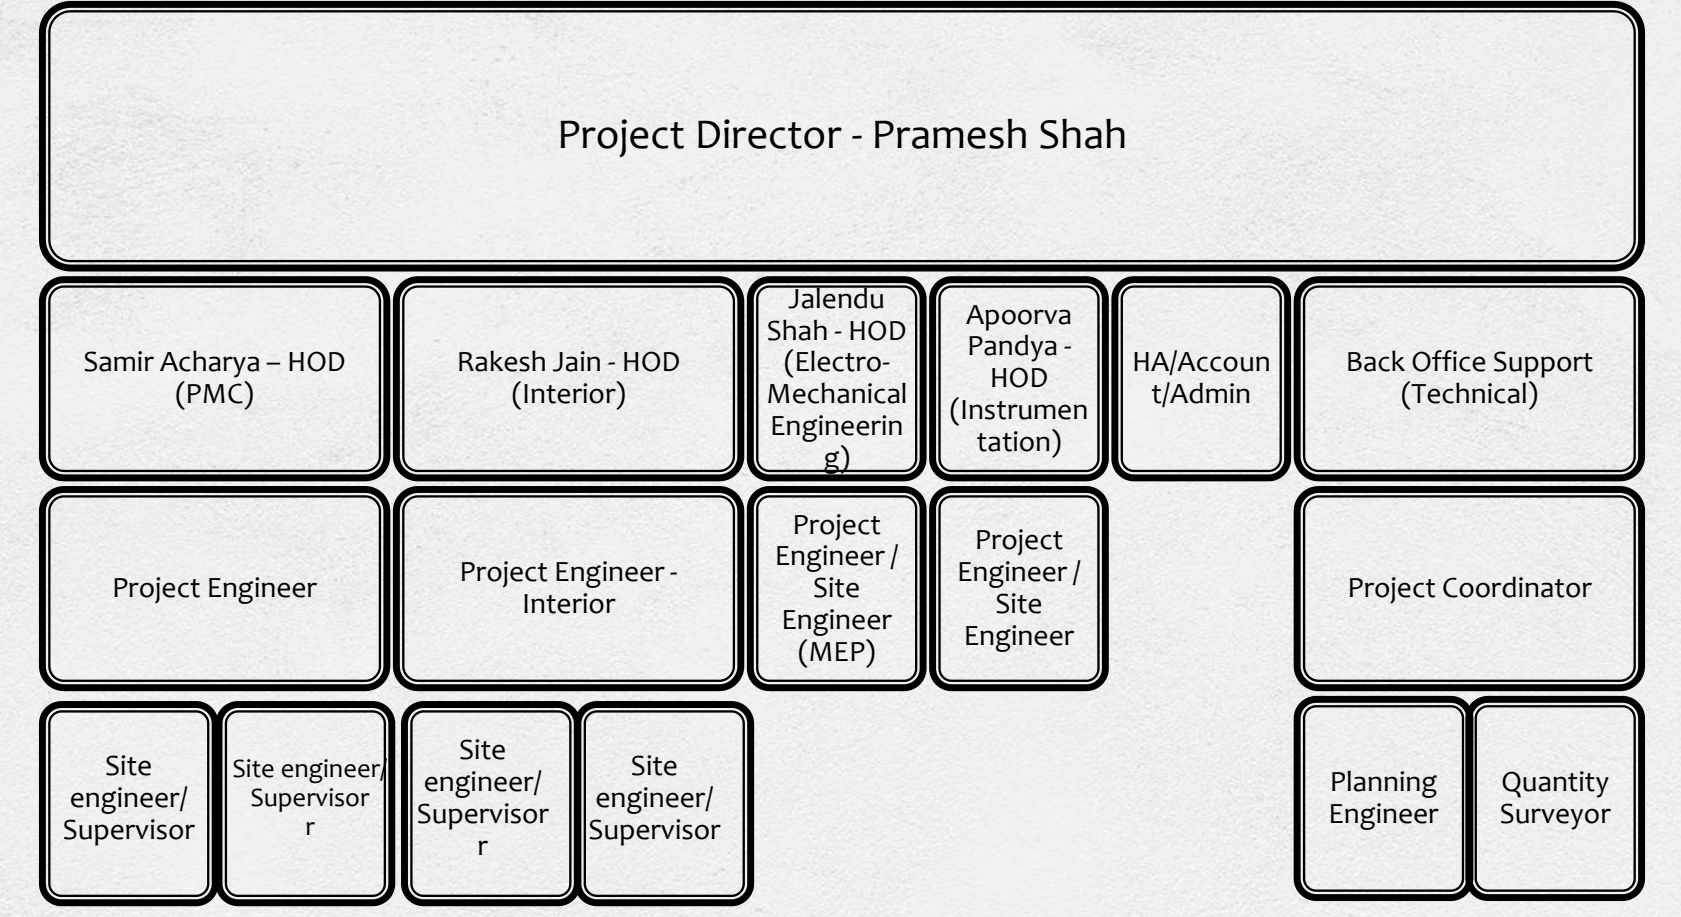 Project Director - Pramesh Shah
Samir Acharya – HOD
(PMC)
Rakesh Jain - HOD
(Interior)
Jalendu
Shah - HOD
(Electro-
Mechanical
Engineerin
g)
Apoorva
Pandya -
HOD
(Instrumen
tation)
HA/Accoun
t/Admin
Back Office Support
(Technical)
Project Engineer
Project Engineer -
Interior
Project
Engineer /
Site
Engineer
(MEP)
Project
Engineer /
Site
Engineer
Project Coordinator
Site
engineer/
Supervisor
Site engineer/
Supervisor
r
Site
engineer/
Supervisor
r
Site
engineer/
Supervisor
Planning
Engineer
Quantity
Surveyor